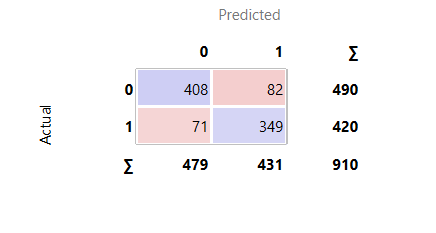 Predicted
0 1 ∑
0 408 82 490
Actual
1 71 349 420
∑ 479 431 910